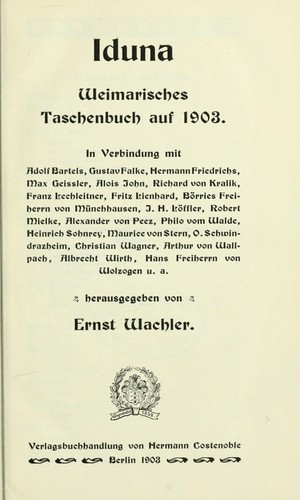 Iduna
Weimarisches
Taschenbuch auf 1903.
In Verbindung mit
Adolf Bartels, Gustav Falke, Hermann Friedrichs,
Max Geissler, Alois John, Richard von Kralik,
Franz Lechleitner, Fritz Lienhard, Börries Frei-
herrn von Münchhausen, J. H. Löffler, Robert
Mielke, Alexander von Peez, Philo vom Walde,
Heinrich Sohnrey, Maurice von Stern, O. Schwin-
drazheim, Christian Wagner, Arthur von Wall-
pach, Albrecht Wirth, Hans Freiherrn von
Wolzogen u. a.
herausgegeben von
Ernst Wachler.
Verlagsbuchhandlung von Hermann Costenoble
Berlin 1903